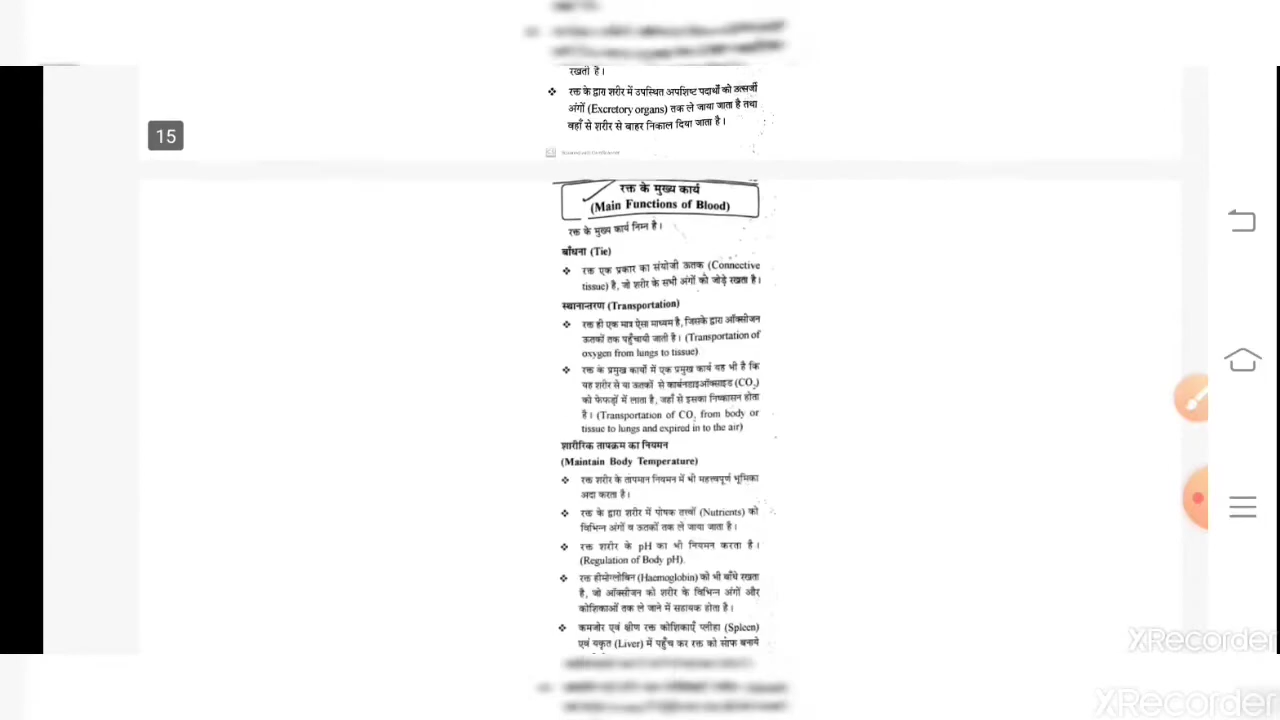 रखती है।
❖ रक्त के द्वारा शरीर में उपस्थित अपशिष्ट पदार्थों को उत्सर्जी
अंगों (Excretory organs) तक ले जाया जाता है तथा
वहाँ से शरीर से बाहर निकाल दिया जाता है।
15
रक्त के मुख्य कार्य
(Main Functions of Blood)
रक्त के मुख्य कार्य निम्न है।
बाँधना (Tie)
❖ रक्त एक प्रकार का संयोजी ऊतक (Connective
tissue) है, जो शरीर के सभी अंगों को जोड़े रखता है।
स्थानान्तरण (Transportation)
❖ रक्त ही एक मात्र ऐसा माध्यम है, जिसके द्वारा ऑक्सीजन
ऊतकों तक पहुँचायी जाती है। (Transportation of
oxygen from lungs to tissue)
❖ रक्त के प्रमुख कार्यों में एक प्रमुख कार्य यह भी है कि
यह शरीर से या ऊतकों से कार्बनडाइऑक्साइड (CO₂)
को फेफड़ों में लाता है, जहाँ से इसका निष्कासन होता
है। (Transportation of CO₂ from body or
tissue to lungs and expired in to the air)
शारीरिक तापक्रम का नियमन
(Maintain Body Temperature)
❖ रक्त शरीर के तापमान नियमन में भी महत्त्वपूर्ण भूमिका
अदा करता है।
❖ रक्त के द्वारा शरीर में पोषक तत्त्वों (Nutrients) को
विभिन्न अंगों व ऊतकों तक ले जाया जाता है।
❖ रक्त शरीर के pH का भी नियमन करता है।
(Regulation of Body pH).
❖ रक्त हीमोग्लोबिन (Haemoglobin) को भी बाँधे रखता
है, जो ऑक्सीजन को शरीर के विभिन्न अंगों और
कोशिकाओं तक ले जाने में सहायक होता है।
❖ कमजोर एवं क्षीण रक्त कोशिकाएँ प्लीहा (Spleen)
एवं यकृत (Liver) में पहुँच कर रक्त को साफ बनाये
XRecorder
XRecorder